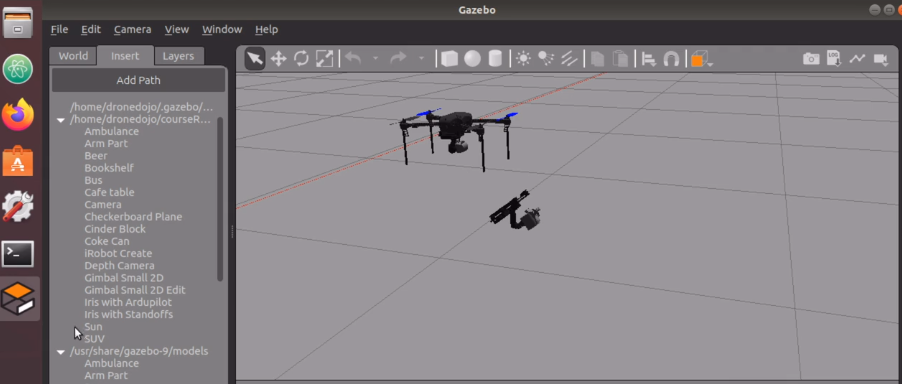 Gazebo
File Edit Camera View Window Help
World Insert Layers
Add Path
/home/dronedojo/.gazebo/...
/home/dronedojo/courseR...
Ambulance
Arm Part
Beer
Bookshelf
Bus
Cafe table
Camera
Checkerboard Plane
Cinder Block
Coke Can
iRobot Create
Depth Camera
Gimbal Small 2D
Gimbal Small 2D Edit
Iris with Ardupilot
Iris with Standoffs
Sun
SUV
/usr/share/gazebo-9/models
Ambulance
Arm Part
LOG